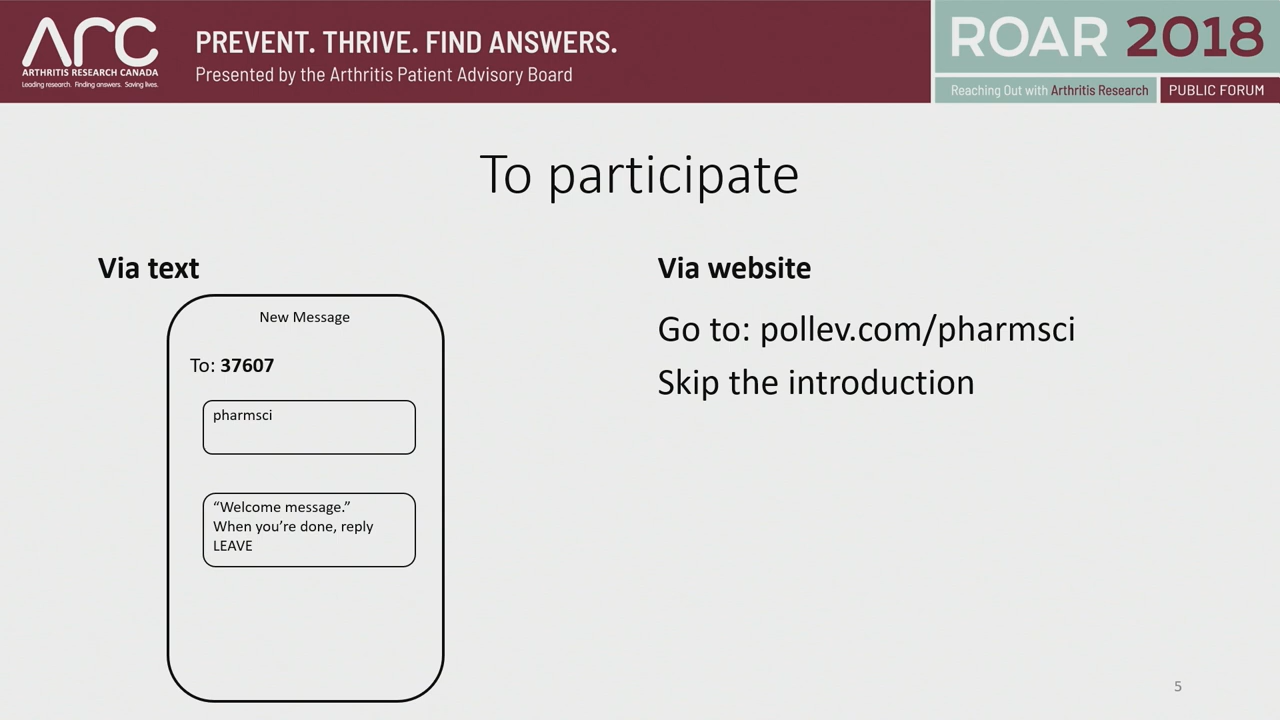 ARC
ARTHRITIS RESEARCH CANADA
Leading research. Finding answers. Saving lives.
PREVENT. THRIVE. FIND ANSWERS.
Presented by the Arthritis Patient Advisory Board
ROAR 2018
Reaching Out with Arthritis Research
PUBLIC FORUM
To participate
Via text
New Message
To: 37607
pharmsci
“Welcome message.”
When you’re done, reply
LEAVE
Via website
Go to: pollev.com/pharmsci
Skip the introduction
5